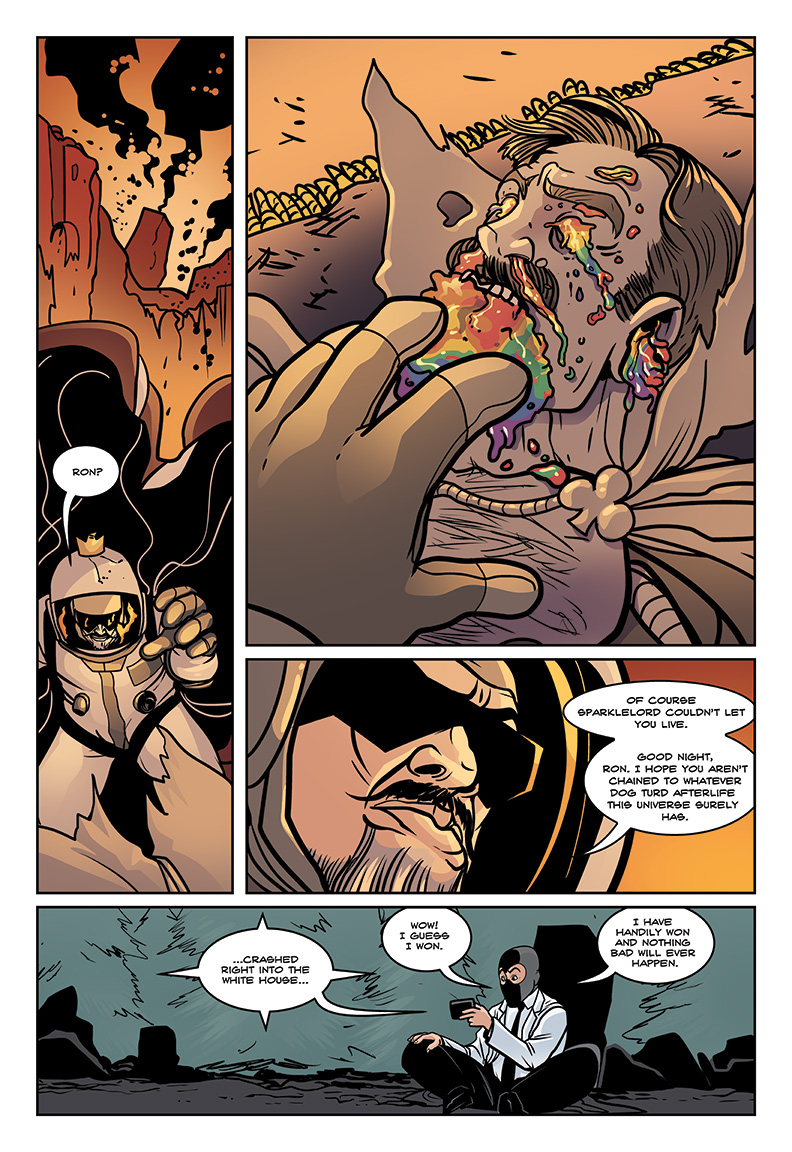 RON?
OF COURSE
SPARKLELORD COULDN'T LET
YOU LIVE.
GOOD NIGHT,
RON. I HOPE YOU AREN'T
CHAINED TO WHATEVER
DOG TURD AFTERLIFE
THIS UNIVERSE SURELY
HAS.
...CRASHED
RIGHT INTO THE
WHITE HOUSE...
WOW!
I GUESS
I WON.
I HAVE
HANDILY WON
AND NOTHING
BAD WILL EVER
HAPPEN.